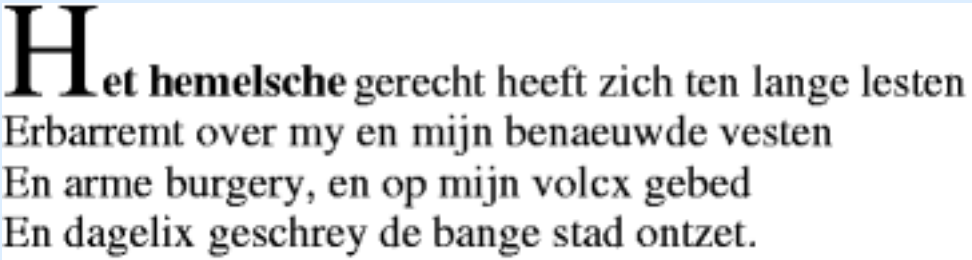 Het hemelsche gerecht heeft zich ten lange lesten
Erbarremt over my en mijn benaeuwde vesten
En arme burgery, en op mijn volcx gebed
En dagelix geschrey de bange stad ontzet.